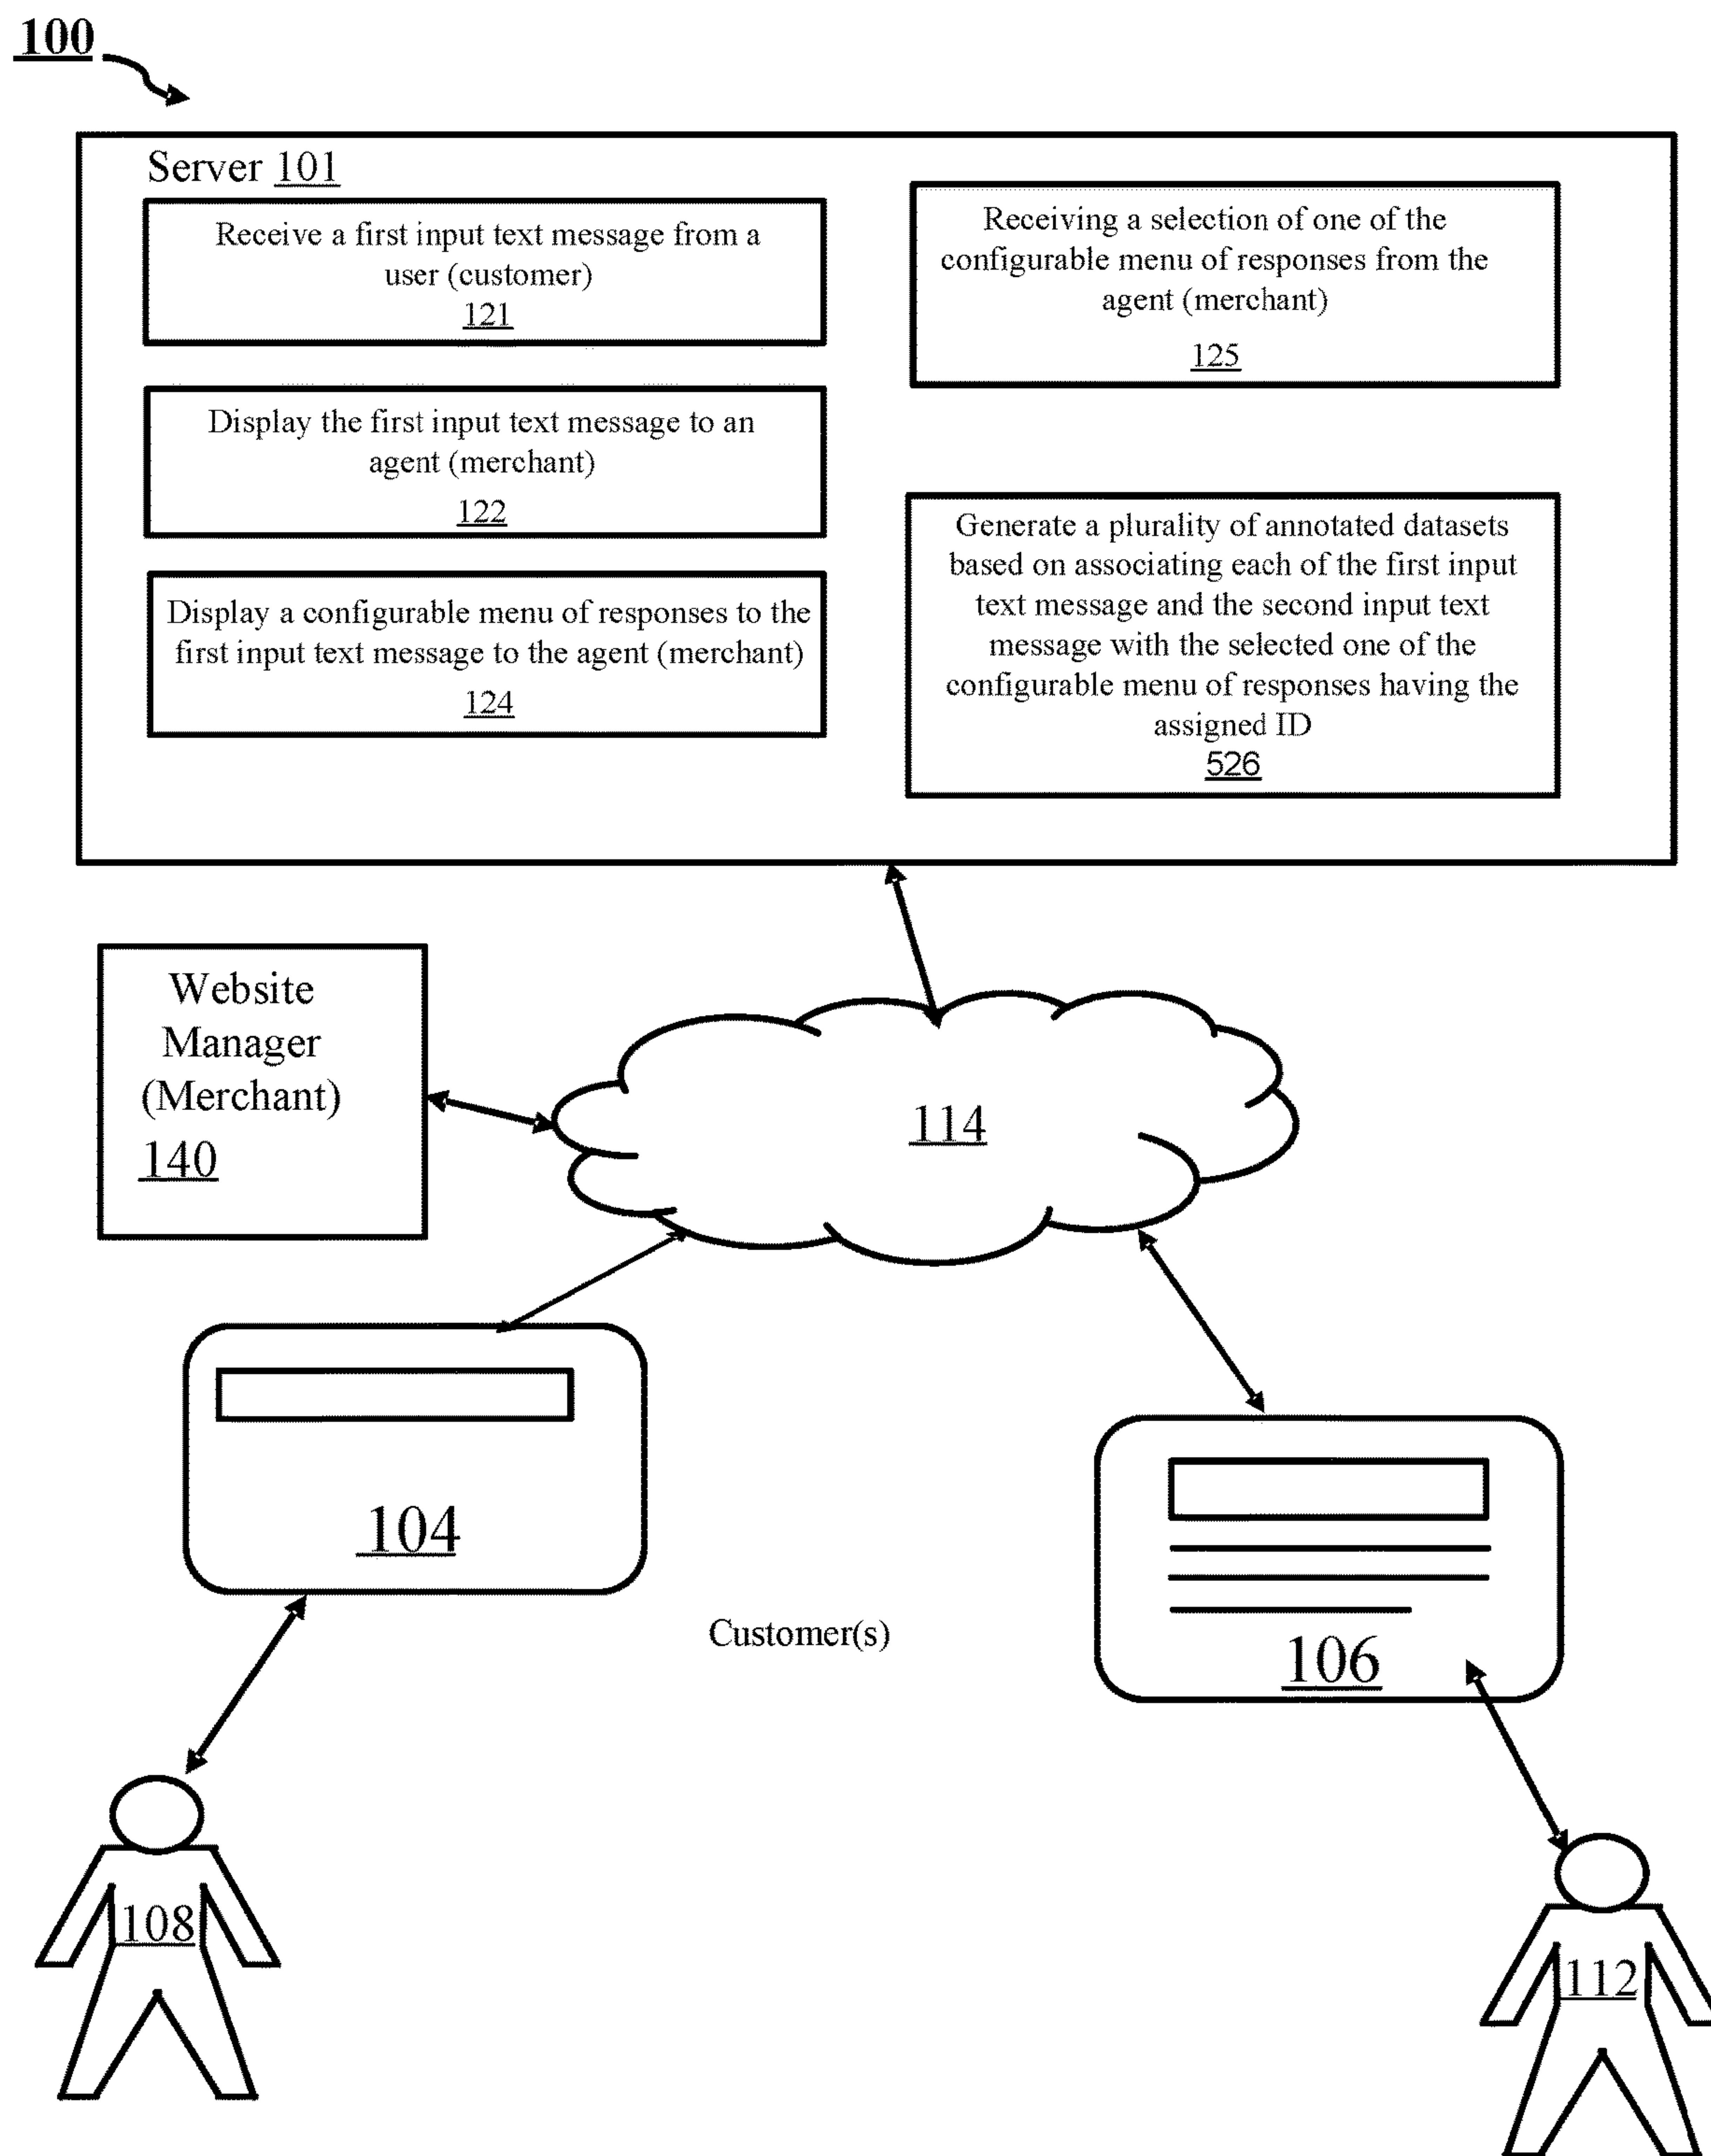 100
Server 101
Receive a first input text message from a
user (customer)
121
Display the first input text message to an
agent (merchant)
122
Display a configurable menu of responses to the
first input text message to the agent (merchant)
124
Receiving a selection of one of the
configurable menu of responses from the
agent (merchant)
125
Generate a plurality of annotated datasets
based on associating each of the first input
text message and the second input text
message with the selected one of the
configurable menu of responses having the
assigned ID
526
Website
Manager
(Merchant)
140
114
104
Customer(s)
106
108
112